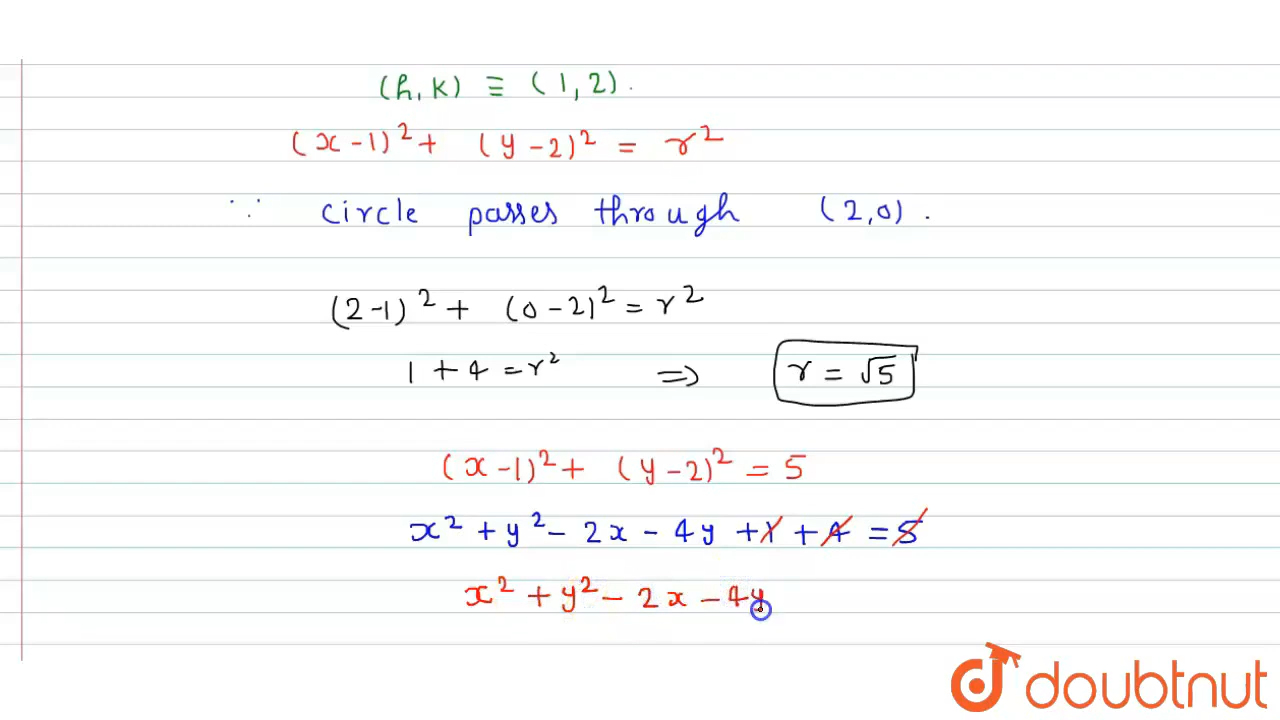 (h, k) ≡ (1, 2).
(x - 1)² + (y - 2)² = r²
∵ circle passes through (2, 0).
(2 - 1)² + (0 - 2)² = r²
1 + 4 = r² ⇒ r = √5
(x - 1)² + (y - 2)² = 5
x² + y² - 2x - 4y + 1 + 4 = 5
x² + y² - 2x - 4y
doubtnut